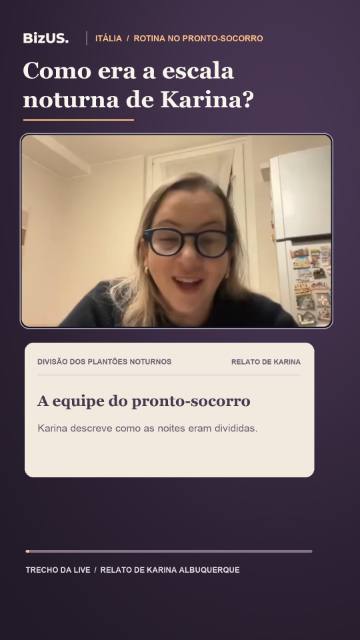 BizUS. | ITÁLIA / ROTINA NO PRONTO-SOCORRO
Como era a escala
noturna de Karina?
DIVISÃO DOS PLANTÕES NOTURNOS RELATO DE KARINA
A equipe do pronto-socorro
Karina descreve como as noites eram divididas.
TRECHO DA LIVE / RELATO DE KARINA ALBUQUERQUE